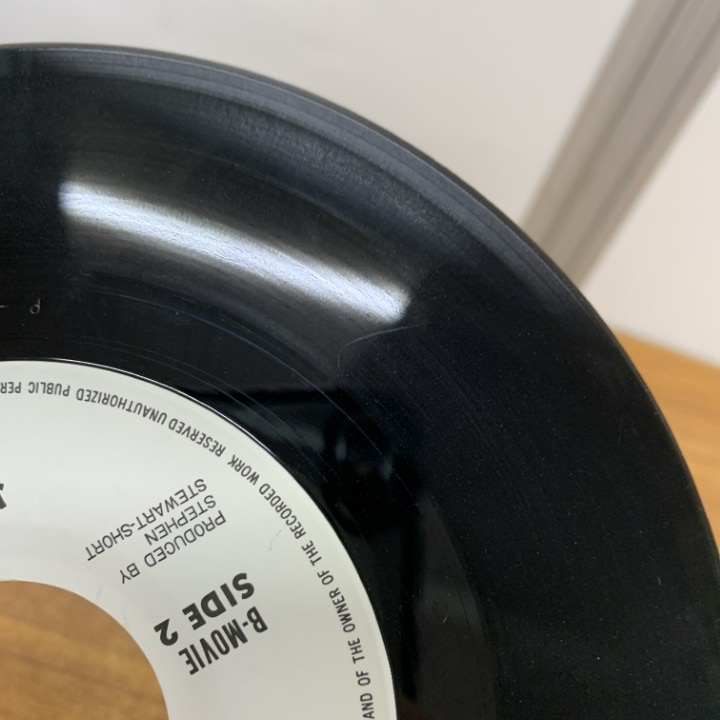 B-MOVIE
SIDE 2
PRODUCED BY
STEPHEN
STEWART-SHORT
AND OF THE OWNER OF THE RECORDED WORK RESERVED UNAUTHORIZED PUBLIC PER